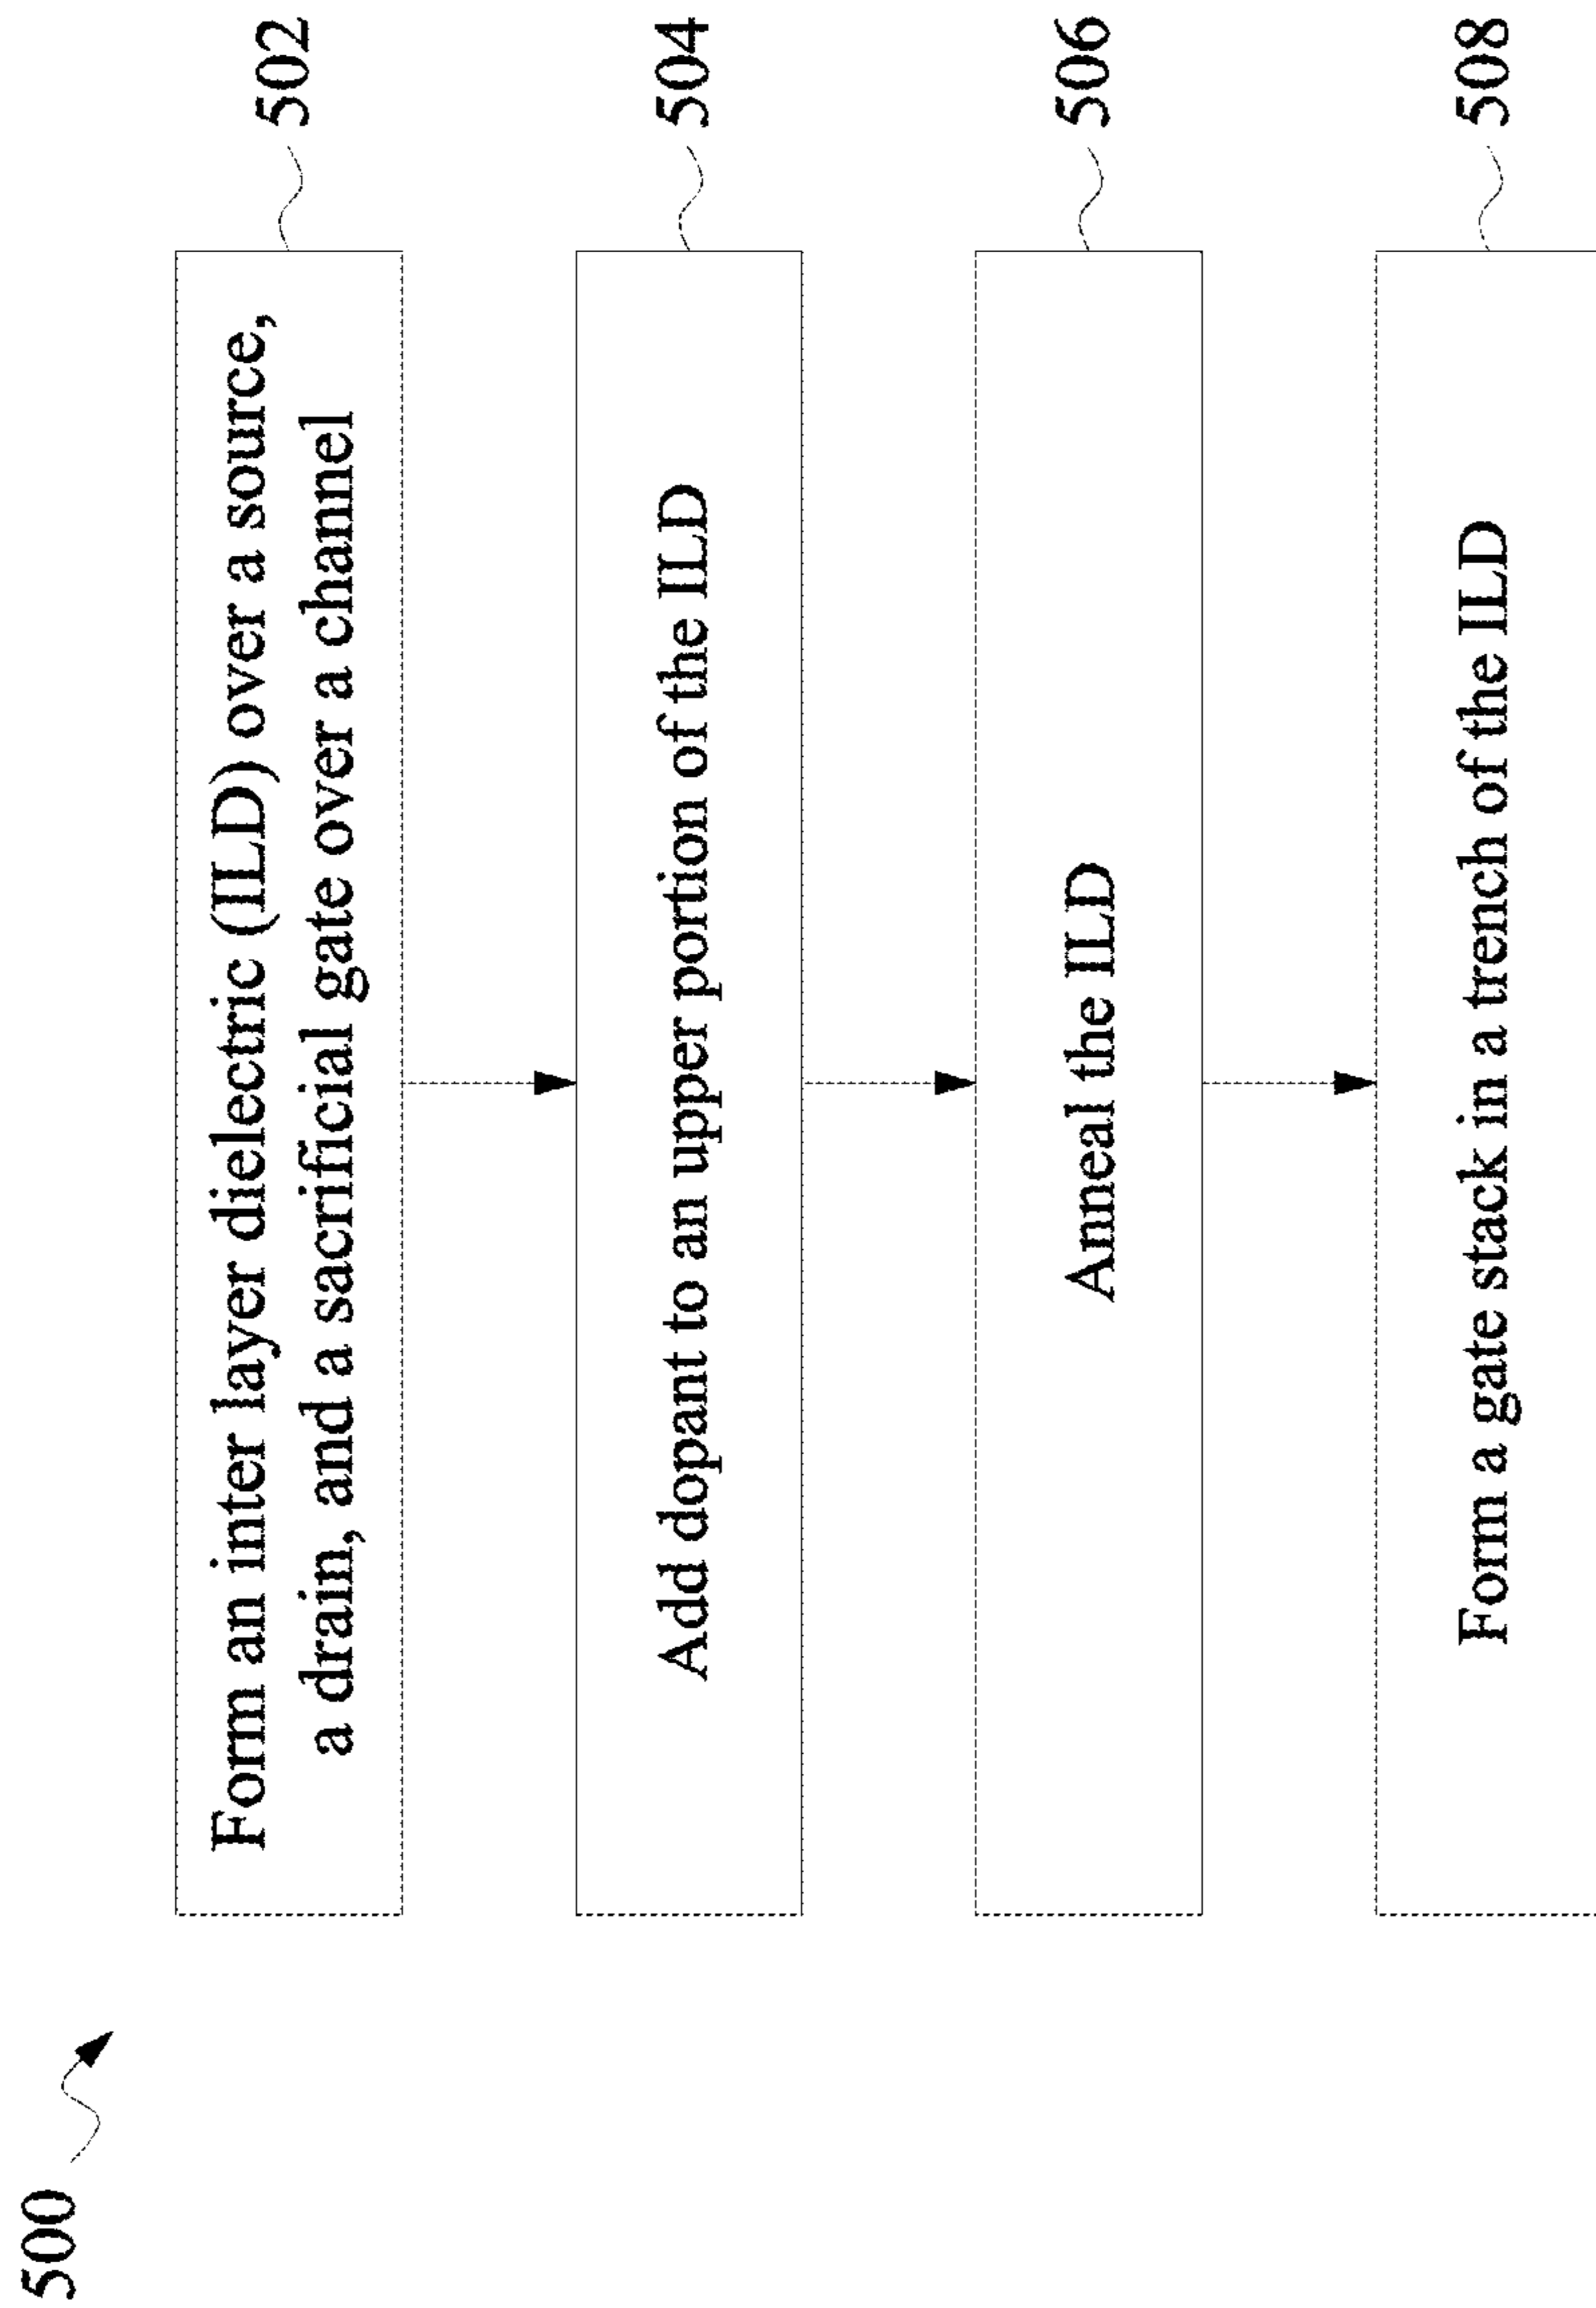 500
Form an inter layer dielectric (ILD) over a source,
a drain, and a sacrificial gate over a channel
502
Add dopant to an upper portion of the ILD
504
Anneal the ILD
506
Form a gate stack in a trench of the ILD
508